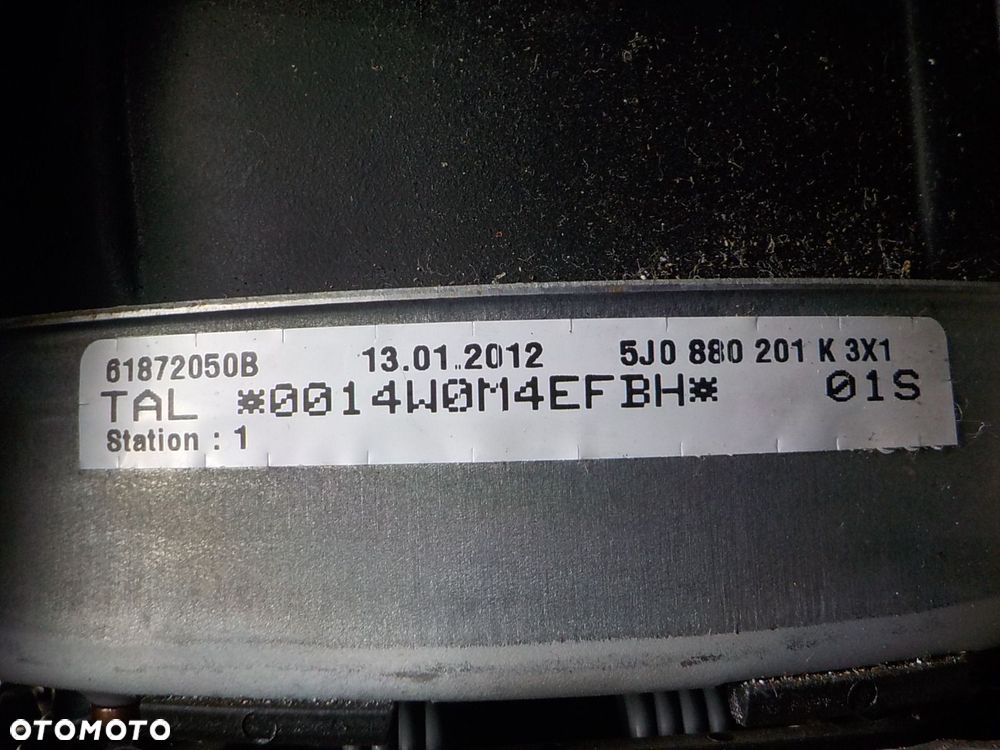 61872050B 13.01.2012 5J0 880 201 K 3X1
TAL *0014W0M4EFBH* 01S
Station : 1
OTOMOTO